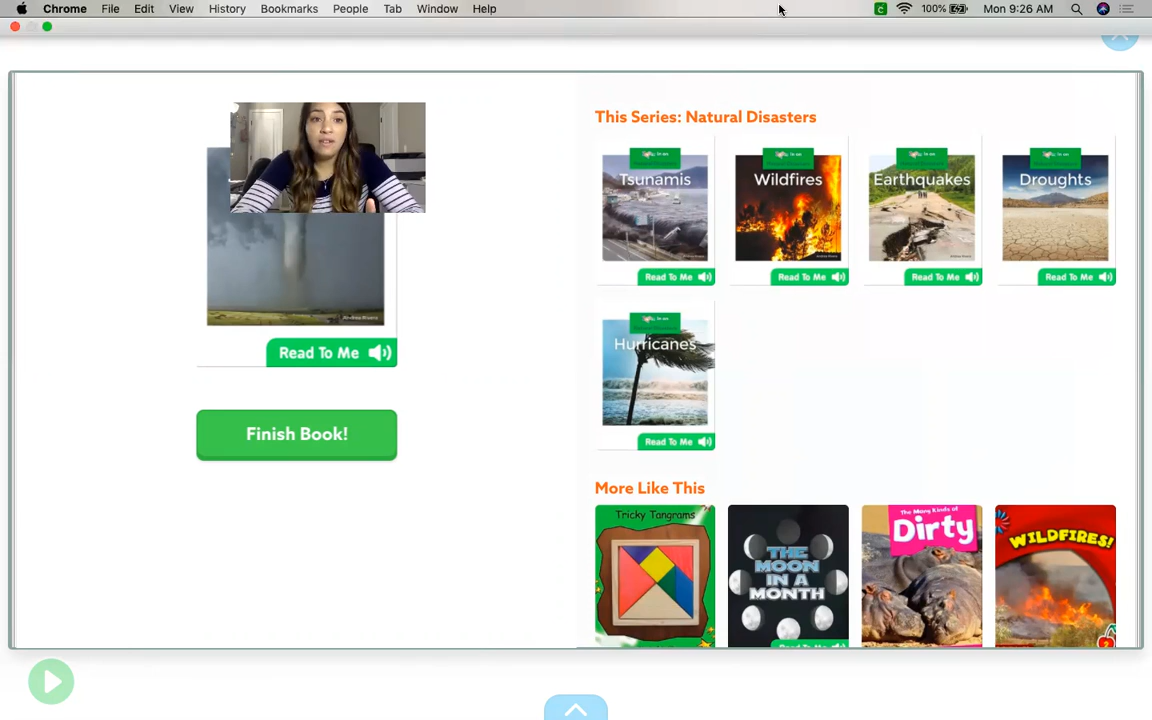 Chrome File Edit View History Bookmarks People Tab Window Help 100% Mon 9:26 AM
This Series: Natural Disasters
Tsunamis
Read To Me
Wildfires
Read To Me
Earthquakes
Read To Me
Droughts
Read To Me
Andrea Rivera
Read To Me
Finish Book!
Hurricanes
Read To Me
More Like This
Tricky Tangrams
THE
MOON
IN A
MONTH
The Many Kinds of
Dirty
WILDFIRES!
2